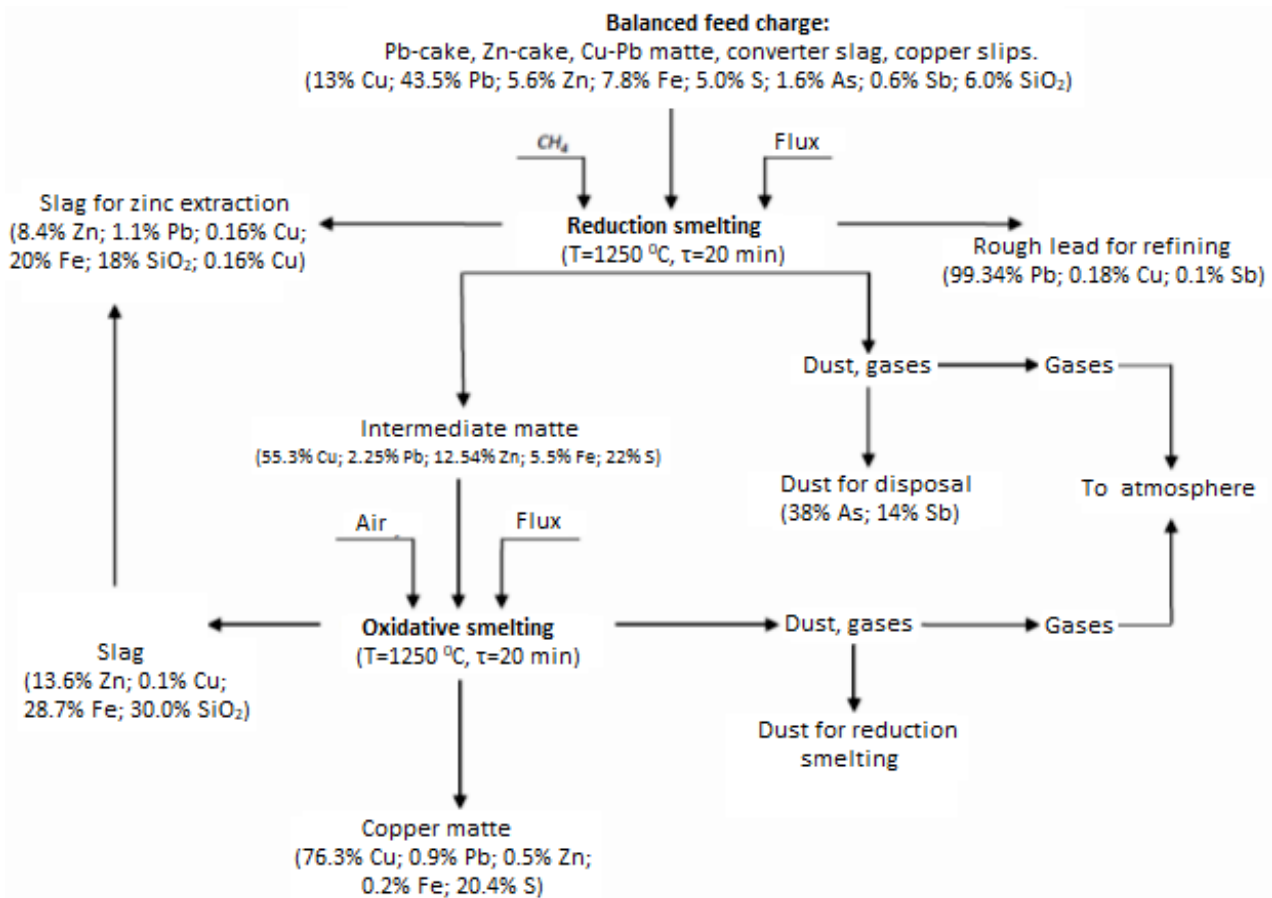 Balanced feed charge:
Pb-cake, Zn-cake, Cu-Pb matte, converter slag, copper slips.
(13% Cu; 43.5% Pb; 5.6% Zn; 7.8% Fe; 5.0% S; 1.6% As; 0.6% Sb; 6.0% SiO₂)
CH₄
Flux
Slag for zinc extraction
(8.4% Zn; 1.1% Pb; 0.16% Cu;
20% Fe; 18% SiO₂; 0.16% Cu)
Reduction smelting
(T=1250 ⁰C, τ=20 min)
Rough lead for refining
(99.34% Pb; 0.18% Cu; 0.1% Sb)
Dust, gases
Gases
Intermediate matte
(55.3% Cu; 2.25% Pb; 12.54% Zn; 5.5% Fe; 22% S)
Dust for disposal
(38% As; 14% Sb)
To atmosphere
Air
Flux
Oxidative smelting
(T=1250 ⁰C, τ=20 min)
Dust, gases
Gases
Slag
(13.6% Zn; 0.1% Cu;
28.7% Fe; 30.0% SiO₂)
Dust for reduction
smelting
Copper matte
(76.3% Cu; 0.9% Pb; 0.5% Zn;
0.2% Fe; 20.4% S)